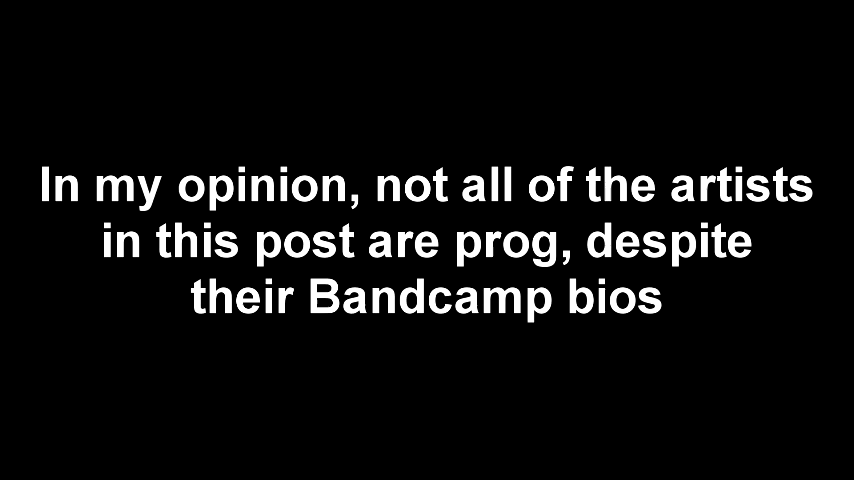 In my opinion, not all of the artists
in this post are prog, despite
their Bandcamp bios